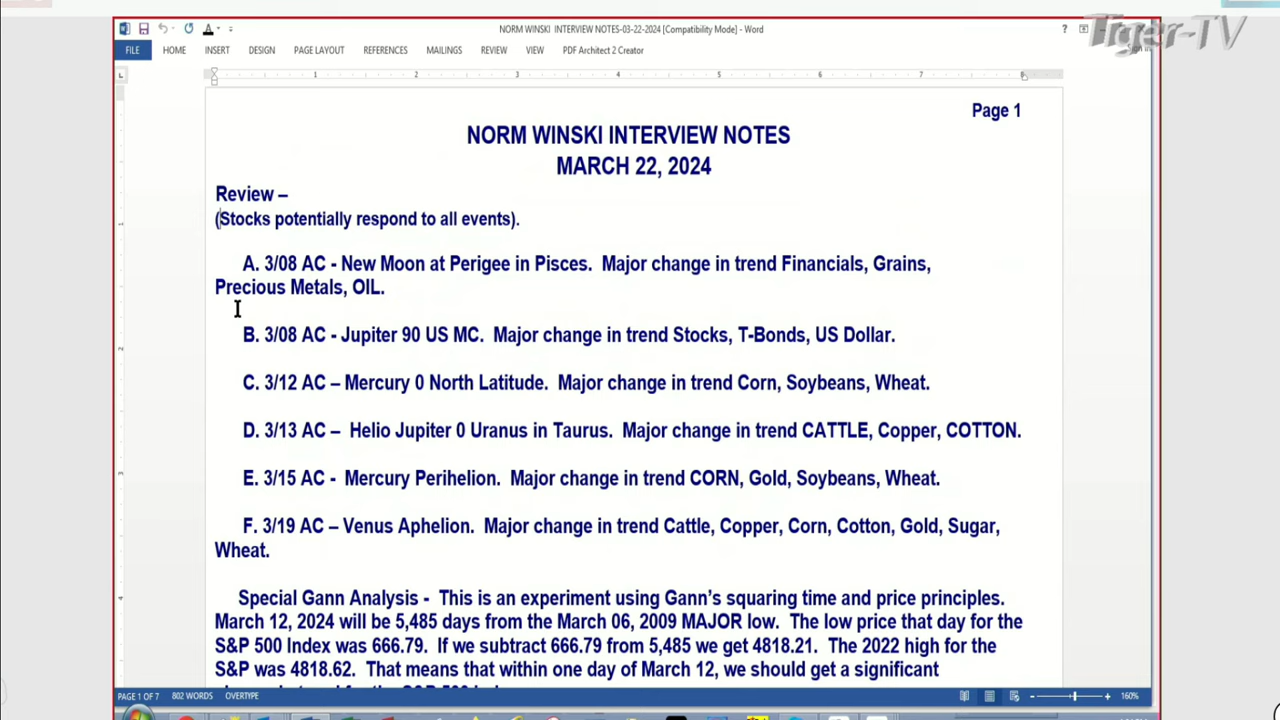 NORM WINSKI INTERVIEW NOTES-03-22-2024 [Compatibility Mode] - Word
Tiger-TV
FILE HOME INSERT DESIGN PAGE LAYOUT REFERENCES MAILINGS REVIEW VIEW PDF Architect 2 Creator
1 2 3 4 5 6 7 8
Page 1
NORM WINSKI INTERVIEW NOTES
MARCH 22, 2024
Review –
(Stocks potentially respond to all events).
A. 3/08 AC - New Moon at Perigee in Pisces. Major change in trend Financials, Grains,
Precious Metals, OIL.
B. 3/08 AC - Jupiter 90 US MC. Major change in trend Stocks, T-Bonds, US Dollar.
C. 3/12 AC – Mercury 0 North Latitude. Major change in trend Corn, Soybeans, Wheat.
D. 3/13 AC – Helio Jupiter 0 Uranus in Taurus. Major change in trend CATTLE, Copper, COTTON.
E. 3/15 AC - Mercury Perihelion. Major change in trend CORN, Gold, Soybeans, Wheat.
F. 3/19 AC – Venus Aphelion. Major change in trend Cattle, Copper, Corn, Cotton, Gold, Sugar,
Wheat.
Special Gann Analysis - This is an experiment using Gann's squaring time and price principles.
March 12, 2024 will be 5,485 days from the March 06, 2009 MAJOR low. The low price that day for the
S&P 500 Index was 666.79. If we subtract 666.79 from 5,485 we get 4818.21. The 2022 high for the
S&P was 4818.62. That means that within one day of March 12, we should get a significant
PAGE 1 OF 7 802 WORDS OVERTYPE 160%